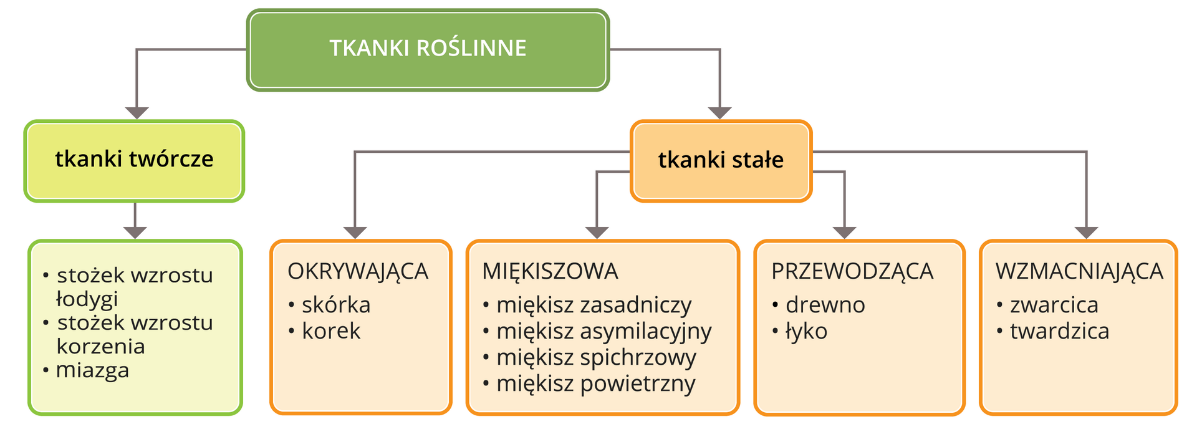 TKANKI ROŚLINNE
tkanki twórcze
tkanki stałe
• stożek wzrostu
łodygi
• stożek wzrostu
korzenia
• miazga
OKRYWAJĄCA
• skórka
• korek
MIĘKISZOWA
• miękisz zasadniczy
• miękisz asymilacyjny
• miękisz spichrzowy
• miękisz powietrzny
PRZEWODZĄCA
• drewno
• łyko
WZMACNIAJĄCA
• zwarcica
• twardzica